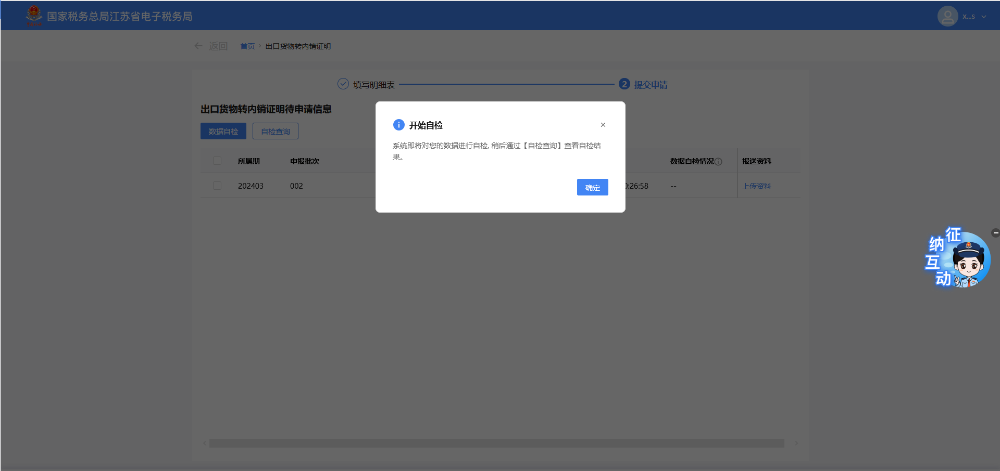 国家税务总局江苏省电子税务局
x...s
返回 首页 › 出口货物转内销证明
填写明细表 2 提交申请
出口货物转内销证明待申请信息
数据自检 自检查询
所属期 申报批次 数据自检情况 报送资料
202403 002 0:26:58 -- 上传资料
开始自检
系统即将对您的数据进行自检, 稍后通过【自检查询】查看自检结
果。
确定
征
纳
互
动